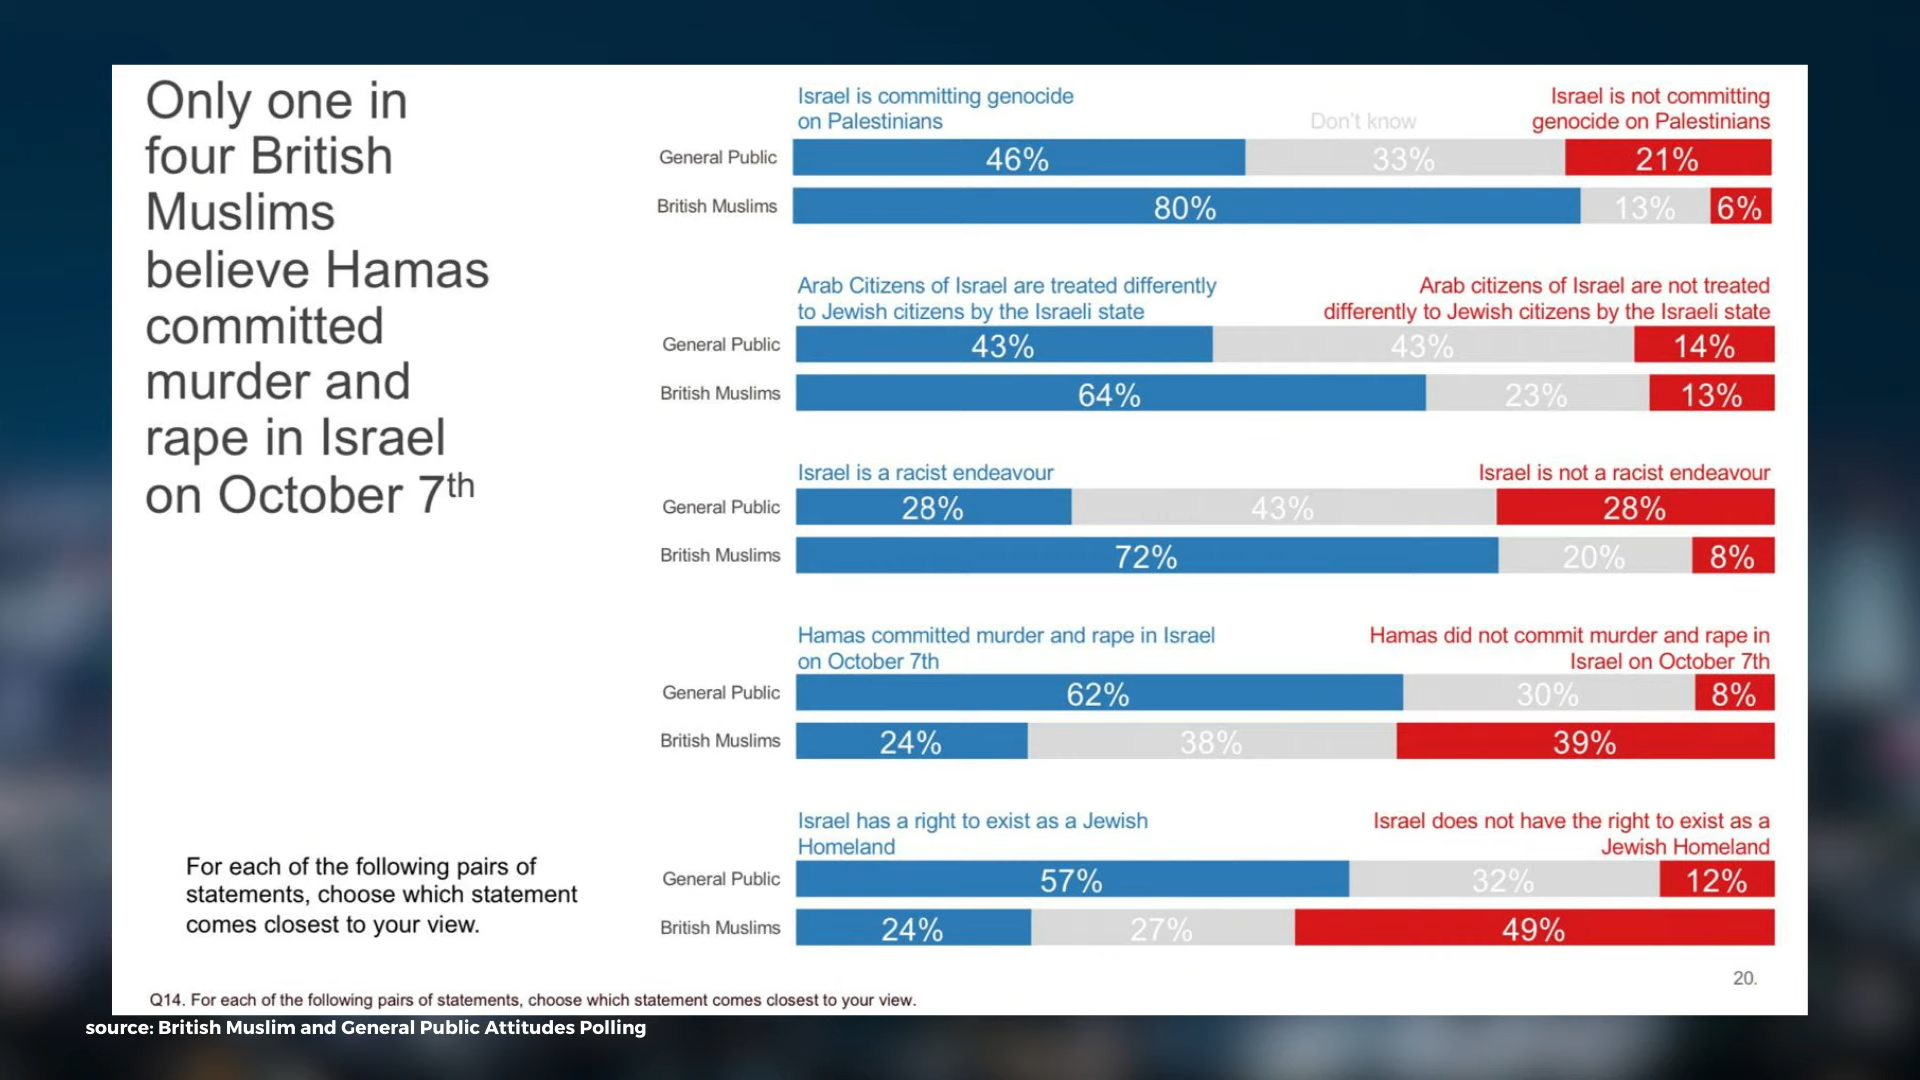 Only one in
four British
Muslims
believe Hamas
committed
murder and
rape in Israel
on October 7th
For each of the following pairs of
statements, choose which statement
comes closest to your view.
Israel is committing genocide
on Palestinians
Don't know
Israel is not committing
genocide on Palestinians
General Public 46% 33% 21%
British Muslims 80% 13% 6%
Arab Citizens of Israel are treated differently
to Jewish citizens by the Israeli state
Arab citizens of Israel are not treated
differently to Jewish citizens by the Israeli state
General Public 43% 43% 14%
British Muslims 64% 23% 13%
Israel is a racist endeavour
Israel is not a racist endeavour
General Public 28% 43% 28%
British Muslims 72% 20% 8%
Hamas committed murder and rape in Israel
on October 7th
Hamas did not commit murder and rape in
Israel on October 7th
General Public 62% 30% 8%
British Muslims 24% 38% 39%
Israel has a right to exist as a Jewish
Homeland
Israel does not have the right to exist as a
Jewish Homeland
General Public 57% 32% 12%
British Muslims 24% 27% 49%
20.
Q14. For each of the following pairs of statements, choose which statement comes closest to your view.
source: British Muslim and General Public Attitudes Polling